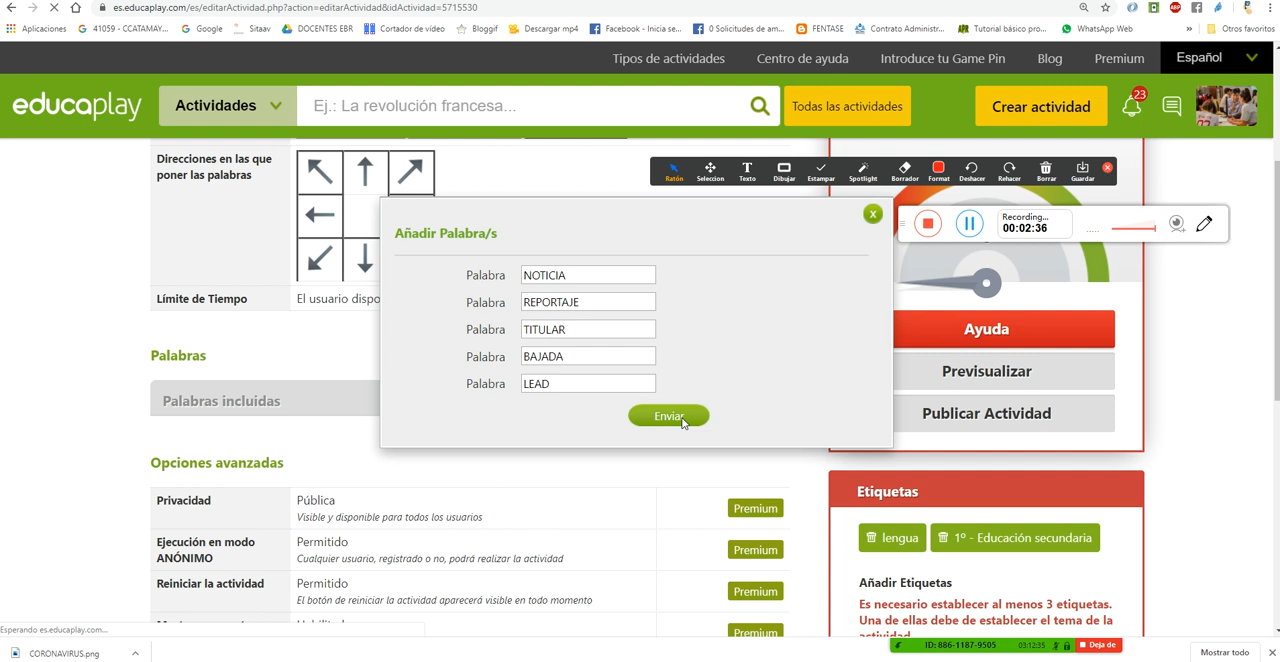 es.educaplay.com/es/editarActividad.php?action=editarActividad&idActividad=5715530
Aplicaciones
41059 - CCATAMAY...
Google
Sitaav
DOCENTES EBR
Cortador de vídeo
Bloggif
Descargar mp4
Facebook - Inicia se...
0 Solicitudes de am...
FENTASE
Contrato Administr...
Tutorial básico pro...
WhatsApp Web
»
Otros favoritos
Tipos de actividades
Centro de ayuda
Introduce tu Game Pin
Blog
Premium
Español
educaplay
Actividades
Ej.: La revolución francesa...
Todas las actividades
Crear actividad
23
Direcciones en las que
poner las palabras
Ratón
Seleccion
Texto
Dibujar
Estampar
Spotlight
Borrador
Format
Deshacer
Rehacer
Borrar
Guardar
Recording...
00:02:36
Añadir Palabra/s
x
Palabra NOTICIA
Palabra REPORTAJE
Palabra TITULAR
Palabra BAJADA
Palabra LEAD
Enviar
Límite de Tiempo
El usuario dispo
Palabras
Palabras incluidas
Ayuda
Previsualizar
Publicar Actividad
Opciones avanzadas
Privacidad
Pública
Visible y disponible para todos los usuarios
Premium
Ejecución en modo
ANÓNIMO
Permitido
Cualquier usuario, registrado o no, podrá realizar la actividad
Premium
Reiniciar la actividad
Permitido
El botón de reiniciar la actividad aparecerá visible en todo momento
Premium
Premium
Etiquetas
lengua
1º - Educación secundaria
Añadir Etiquetas
Es necesario establecer al menos 3 etiquetas.
Una de ellas debe de establecer el tema de la
actividad
Esperando es.educaplay.com...
ID: 886-1187-9505
03:12:35
Deja de
CORONAVIRUS.png
Mostrar todo